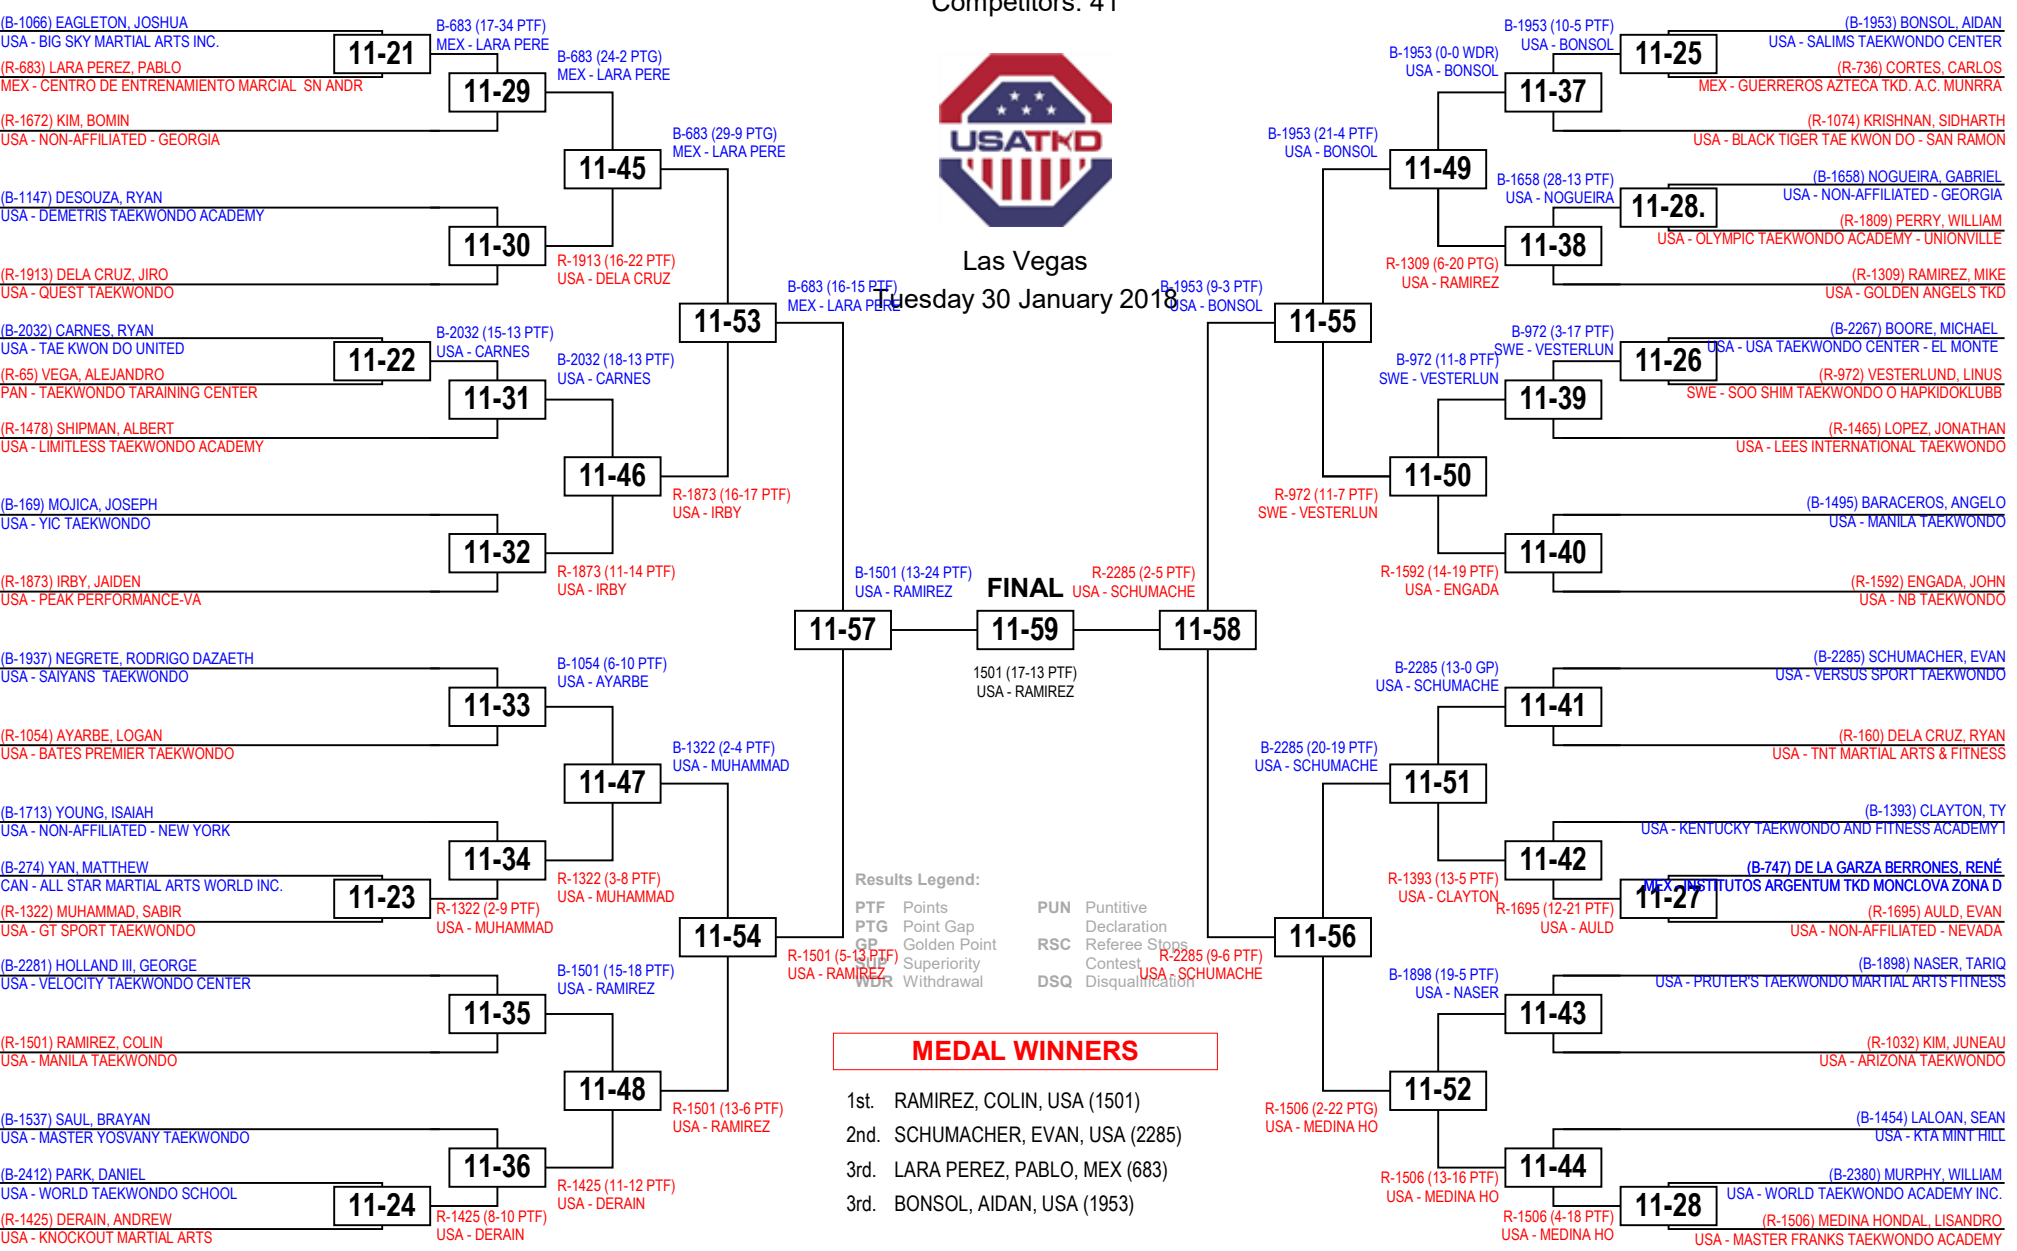 Competitors: 41
USATKD
Las Vegas
Tuesday 30 January 2018
(B-1066) EAGLETON, JOSHUA
USA - BIG SKY MARTIAL ARTS INC.
(R-683) LARA PEREZ, PABLO
MEX - CENTRO DE ENTRENAMIENTO MARCIAL SN ANDR
(R-1672) KIM, BOMIN
USA - NON-AFFILIATED - GEORGIA
(B-1147) DESOUZA, RYAN
USA - DEMETRIS TAEKWONDO ACADEMY
(R-1913) DELA CRUZ, JIRO
USA - QUEST TAEKWONDO
(B-2032) CARNES, RYAN
USA - TAE KWON DO UNITED
(R-65) VEGA, ALEJANDRO
PAN - TAEKWONDO TARAINING CENTER
(R-1478) SHIPMAN, ALBERT
USA - LIMITLESS TAEKWONDO ACADEMY
(B-169) MOJICA, JOSEPH
USA - YIC TAEKWONDO
(R-1873) IRBY, JAIDEN
USA - PEAK PERFORMANCE-VA
(B-1937) NEGRETE, RODRIGO DAZAETH
USA - SAIYANS TAEKWONDO
(R-1054) AYARBE, LOGAN
USA - BATES PREMIER TAEKWONDO
(B-1713) YOUNG, ISAIAH
USA - NON-AFFILIATED - NEW YORK
(B-274) YAN, MATTHEW
CAN - ALL STAR MARTIAL ARTS WORLD INC.
(R-1322) MUHAMMAD, SABIR
USA - GT SPORT TAEKWONDO
(B-2281) HOLLAND III, GEORGE
USA - VELOCITY TAEKWONDO CENTER
(R-1501) RAMIREZ, COLIN
USA - MANILA TAEKWONDO
(B-1537) SAUL, BRAYAN
USA - MASTER YOSVANY TAEKWONDO
(B-2412) PARK, DANIEL
USA - WORLD TAEKWONDO SCHOOL
(R-1425) DERAIN, ANDREW
USA - KNOCKOUT MARTIAL ARTS
11-21
11-22
11-23
11-24
B-683 (17-34 PTF)
MEX - LARA PERE
B-2032 (15-13 PTF)
USA - CARNES
R-1322 (2-9 PTF)
USA - MUHAMMAD
R-1425 (8-10 PTF)
USA - DERAIN
11-29
11-30
11-31
11-32
11-33
11-34
11-35
11-36
B-683 (24-2 PTG)
MEX - LARA PERE
R-1913 (16-22 PTF)
USA - DELA CRUZ
B-2032 (18-13 PTF)
USA - CARNES
R-1873 (11-14 PTF)
USA - IRBY
B-1054 (6-10 PTF)
USA - AYARBE
R-1322 (3-8 PTF)
USA - MUHAMMAD
B-1501 (15-18 PTF)
USA - RAMIREZ
R-1425 (11-12 PTF)
USA - DERAIN
11-45
11-46
11-47
11-48
B-683 (29-9 PTG)
MEX - LARA PERE
R-1873 (16-17 PTF)
USA - IRBY
B-1322 (2-4 PTF)
USA - MUHAMMAD
R-1501 (13-6 PTF)
USA - RAMIREZ
11-53
11-54
B-683 (16-15 PTF)
MEX - LARA PERE
R-1501 (5-13 PTF)
USA - RAMIREZ
11-57
B-1501 (13-24 PTF)
USA - RAMIREZ
FINAL
11-59
1501 (17-13 PTF)
USA - RAMIREZ
R-2285 (2-5 PTF)
USA - SCHUMACHE
11-58
B-1953 (9-3 PTF)
USA - BONSOL
R-2285 (9-6 PTF)
USA - SCHUMACHE
11-55
11-56
B-1953 (21-4 PTF)
USA - BONSOL
R-972 (11-7 PTF)
SWE - VESTERLUN
B-2285 (20-19 PTF)
USA - SCHUMACHE
R-1506 (2-22 PTG)
USA - MEDINA HO
11-49
11-50
11-51
11-52
B-1953 (0-0 WDR)
USA - BONSOL
R-1309 (6-20 PTG)
USA - RAMIREZ
B-972 (11-8 PTF)
SWE - VESTERLUN
R-1592 (14-19 PTF)
USA - ENGADA
B-2285 (13-0 GP)
USA - SCHUMACHE
R-1393 (13-5 PTF)
USA - CLAYTON
B-1898 (19-5 PTF)
USA - NASER
R-1506 (13-16 PTF)
USA - MEDINA HO
11-37
11-38
11-39
11-40
11-41
11-42
11-43
11-44
B-1953 (10-5 PTF)
USA - BONSOL
B-1658 (28-13 PTF)
USA - NOGUEIRA
B-972 (3-17 PTF)
SWE - VESTERLUN
R-1695 (12-21 PTF)
USA - AULD
R-1506 (4-18 PTF)
USA - MEDINA HO
11-25
11-28.
11-26
11-27
11-28
(B-1953) BONSOL, AIDAN
USA - SALIMS TAEKWONDO CENTER
(R-736) CORTES, CARLOS
MEX - GUERREROS AZTECA TKD. A.C. MUNRRA
(R-1074) KRISHNAN, SIDHARTH
USA - BLACK TIGER TAE KWON DO - SAN RAMON
(B-1658) NOGUEIRA, GABRIEL
USA - NON-AFFILIATED - GEORGIA
(R-1809) PERRY, WILLIAM
USA - OLYMPIC TAEKWONDO ACADEMY - UNIONVILLE
(R-1309) RAMIREZ, MIKE
USA - GOLDEN ANGELS TKD
(B-2267) BOORE, MICHAEL
USA - USA TAEKWONDO CENTER - EL MONTE
(R-972) VESTERLUND, LINUS
SWE - SOO SHIM TAEKWONDO O HAPKIDOKLUBB
(R-1465) LOPEZ, JONATHAN
USA - LEES INTERNATIONAL TAEKWONDO
(B-1495) BARACEROS, ANGELO
USA - MANILA TAEKWONDO
(R-1592) ENGADA, JOHN
USA - NB TAEKWONDO
(B-2285) SCHUMACHER, EVAN
USA - VERSUS SPORT TAEKWONDO
(R-160) DELA CRUZ, RYAN
USA - TNT MARTIAL ARTS & FITNESS
(B-1393) CLAYTON, TY
USA - KENTUCKY TAEKWONDO AND FITNESS ACADEMY I
(B-747) DE LA GARZA BERRONES, RENÉ
MEX - INSTITUTOS ARGENTUM TKD MONCLOVA ZONA D
(R-1695) AULD, EVAN
USA - NON-AFFILIATED - NEVADA
(B-1898) NASER, TARIQ
USA - PRUTER'S TAEKWONDO MARTIAL ARTS FITNESS
(R-1032) KIM, JUNEAU
USA - ARIZONA TAEKWONDO
(B-1454) LALOAN, SEAN
USA - KTA MINT HILL
(B-2380) MURPHY, WILLIAM
USA - WORLD TAEKWONDO ACADEMY INC.
(R-1506) MEDINA HONDAL, LISANDRO
USA - MASTER FRANKS TAEKWONDO ACADEMY
Results Legend:
PTF Points
PTG Point Gap
GP Golden Point
SUP Superiority
WDR Withdrawal
PUN Puntitive
Declaration
RSC Referee Stops
Contest
DSQ Disqualification
MEDAL WINNERS
1st. RAMIREZ, COLIN, USA (1501)
2nd. SCHUMACHER, EVAN, USA (2285)
3rd. LARA PEREZ, PABLO, MEX (683)
3rd. BONSOL, AIDAN, USA (1953)